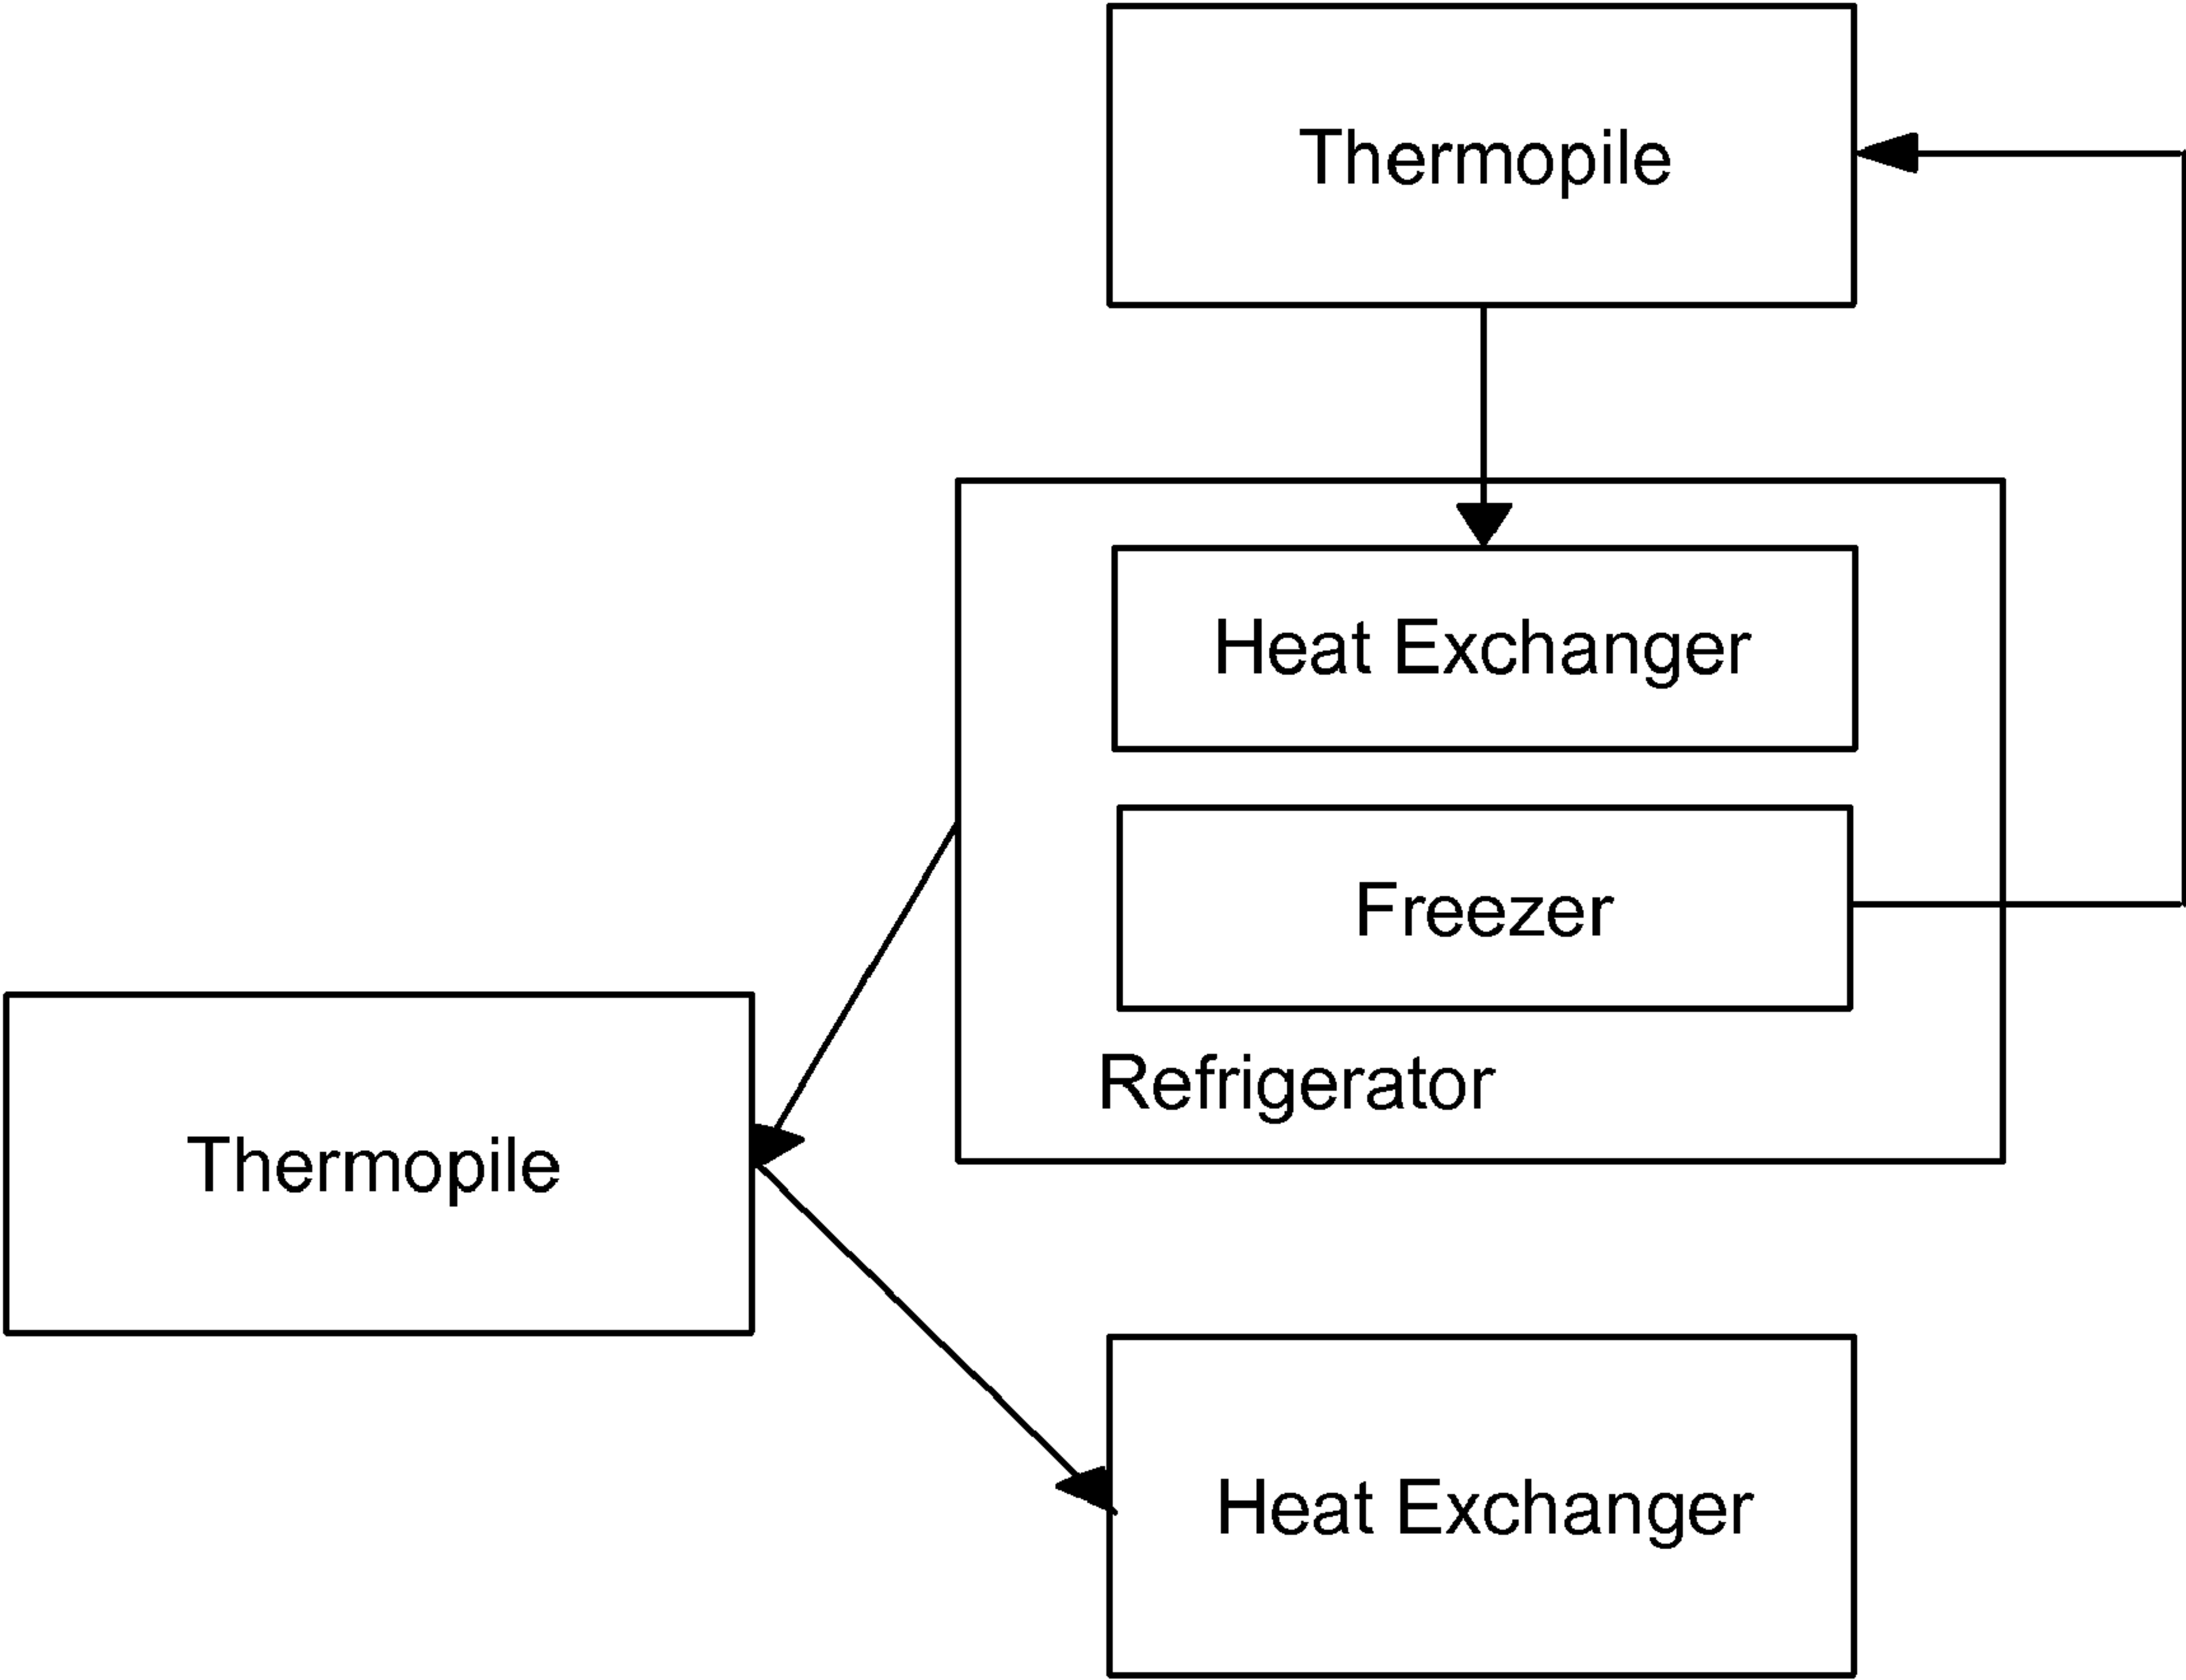 Thermopile
Heat Exchanger
Freezer
Refrigerator
Thermopile
Heat Exchanger